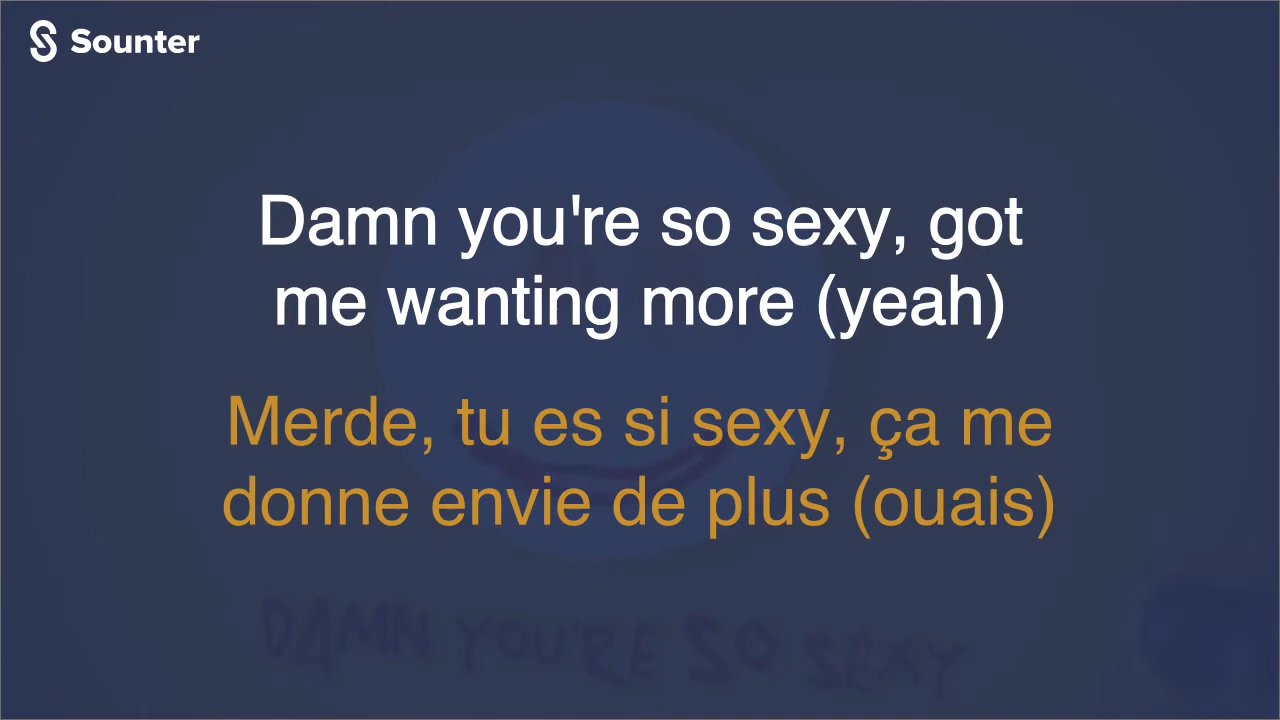 Sounter
Damn you're so sexy, got
me wanting more (yeah)
Merde, tu es si sexy, ça me
donne envie de plus (ouais)
DAMN YOU'RE SO SEXY